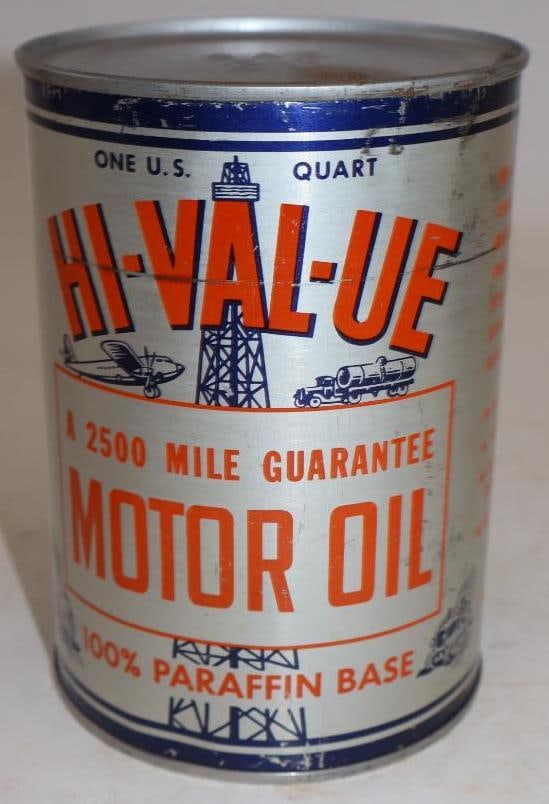 ONE U.S. QUART
HI-VAL-UE
A 2500 MILE GUARANTEE
MOTOR OIL
100% PARAFFIN BASE